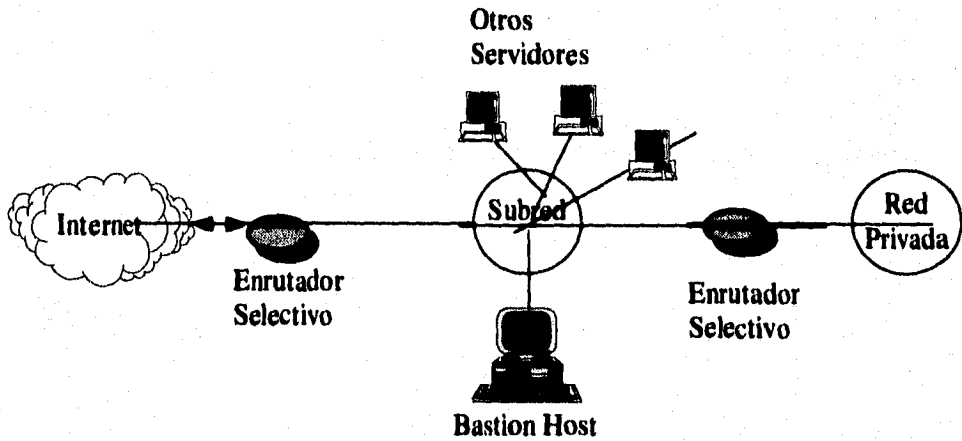 Otros
Servidores
Internet
Subred
Red
Privada
Enrutador
Selectivo
Enrutador
Selectivo
Bastion Host